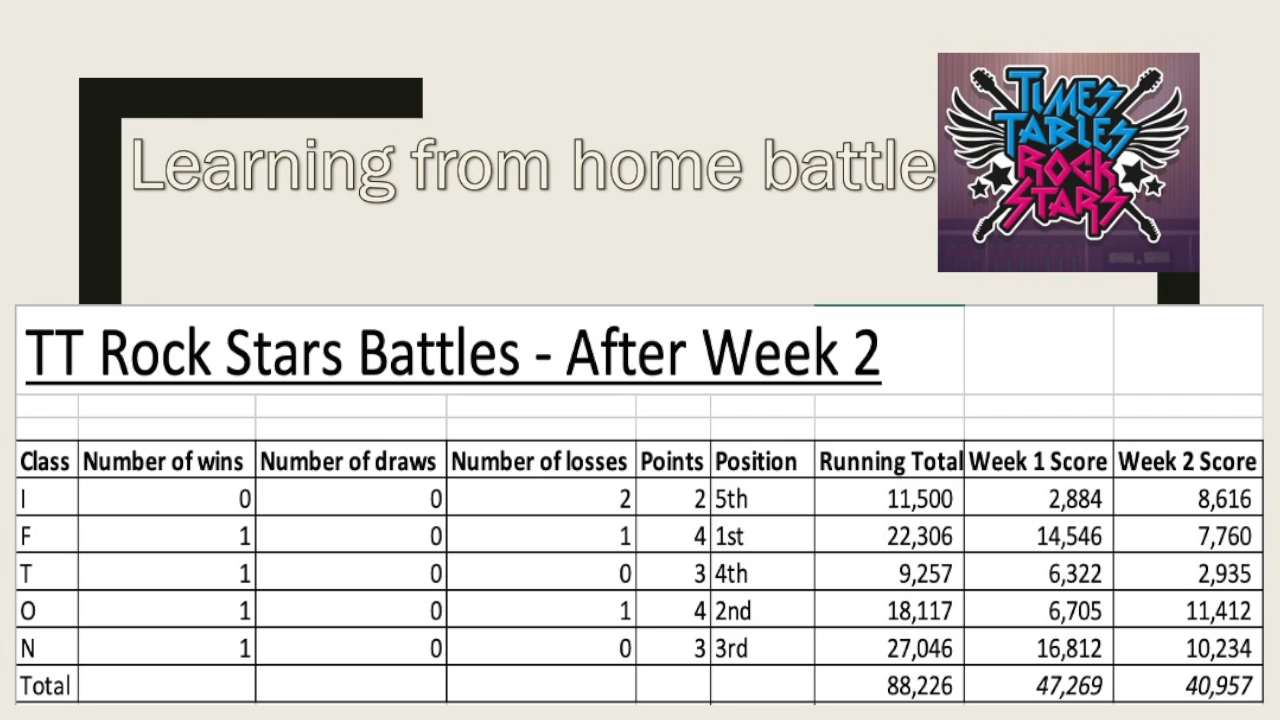 Learning from home battle
TIMES
TABLES
ROCK
STARS
TT Rock Stars Battles - After Week 2
Class Number of wins Number of draws Number of losses Points Position Running Total Week 1 Score Week 2 Score
I 0 0 2 2 5th 11,500 2,884 8,616
F 1 0 1 4 1st 22,306 14,546 7,760
T 1 0 0 3 4th 9,257 6,322 2,935
O 1 0 1 4 2nd 18,117 6,705 11,412
N 1 0 0 3 3rd 27,046 16,812 10,234
Total 88,226 47,269 40,957